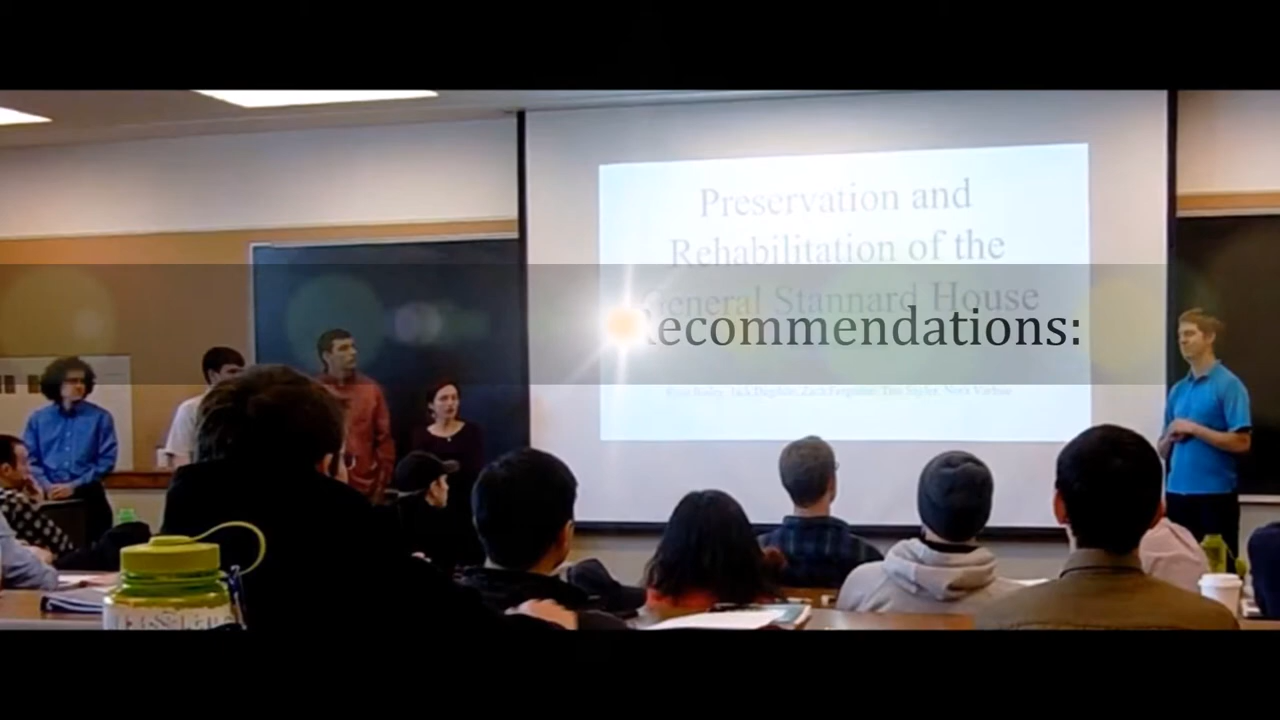 Preservation and
Rehabilitation of the
General Stannard House
Recommendations: